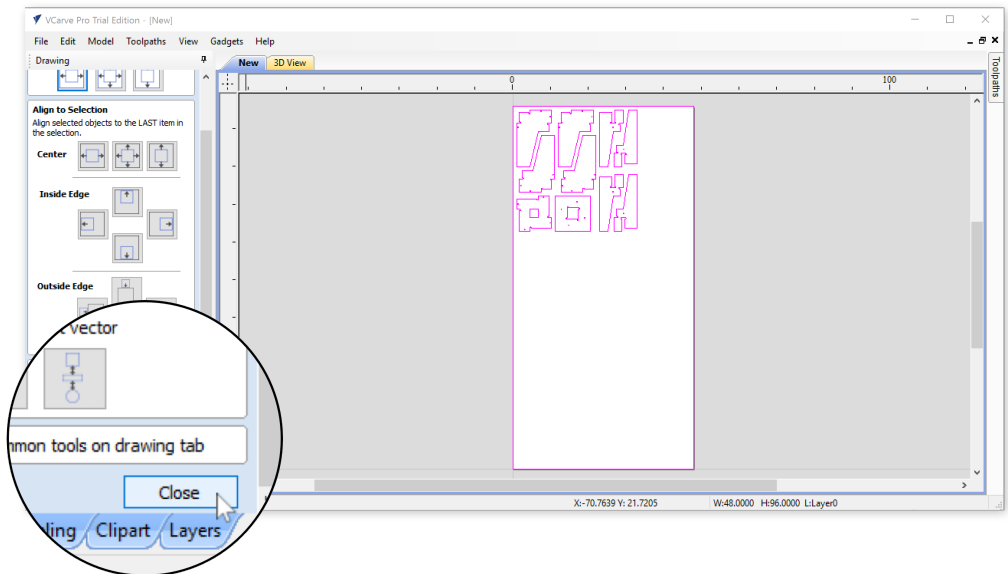 VCarve Pro Trial Edition - [New]
File Edit Model Toolpaths View Gadgets Help
Drawing
New 3D View
Toolpaths
0 100
Align to Selection
Align selected objects to the LAST item in
the selection.
Center
Inside Edge
Outside Edge
vector
tools on drawing tab
Close
Clipart Layers
X:-70.7639 Y: 21.7205 W:48.0000 H:96.0000 L:Layer0